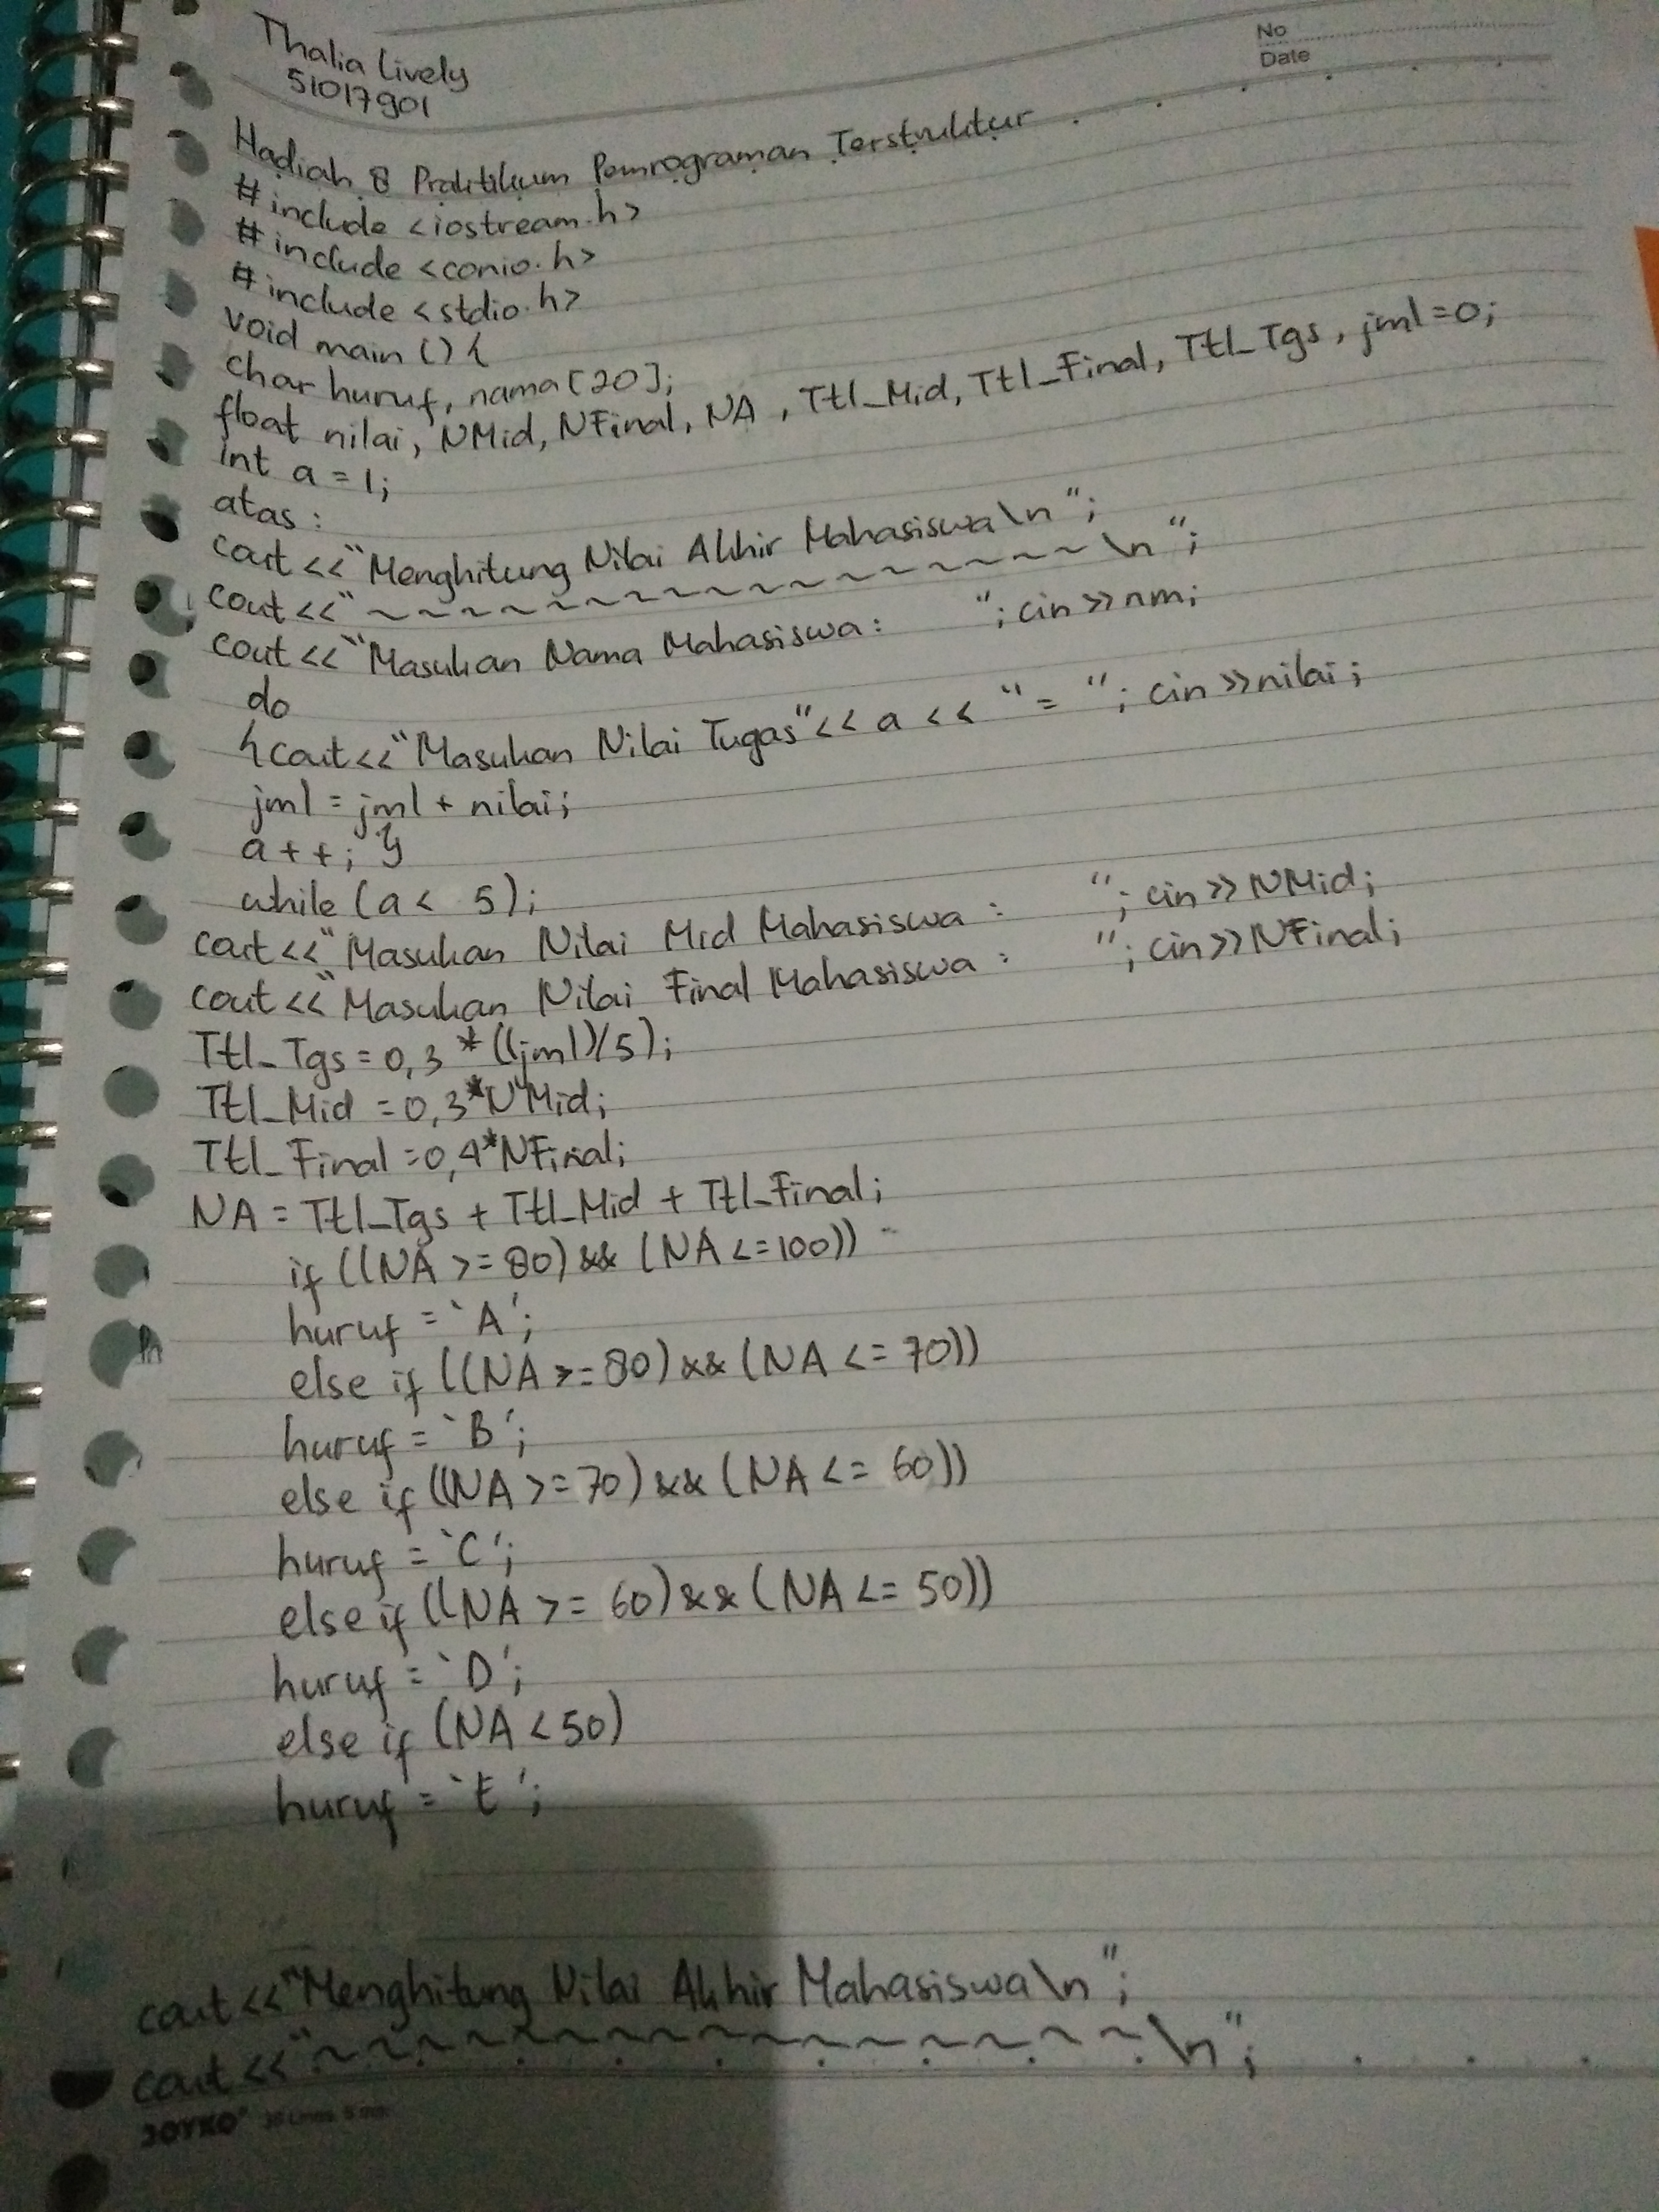 Thalia Lively
51017901
No
Date
Hadiah 8 Praktikum Pemrograman Terstruktur
#include <iostream.h>
#include <conio.h>
#include <stdio.h>
void main () {
char huruf, nama[20];
float nilai, NMid, NFinal, NA, Ttl_Mid, Ttl_Final, Ttl_Tgs, jml=0;
int a = 1;
atas :
cout <<"Menghitung Nilai Akhir Mahasiswa\n";
cout <<"~~~~~~~~~~~~~~~~~\n";
cout <<"Masukan Nama Mahasiswa: "; cin >> nm;
do
{cout<<"Masukan Nilai Tugas"<< a << "= "; cin >> nilai;
jml = jml + nilai;
a++; }
while (a < 5);
cout <<"Masukan Nilai Mid Mahasiswa : "; cin >> NMid;
cout <<"Masukan Nilai Final Mahasiswa : "; cin >> NFinal;
Ttl_Tgs = 0,3 * ((jml)/5);
Ttl_Mid = 0,3*NMid;
Ttl_Final = 0,4*NFinal;
NA = Ttl_Tgs + Ttl_Mid + Ttl_Final;
if ((NA >= 80) && (NA <= 100))
huruf = `A';
else if ((NA >= 80) && (NA <= 70))
huruf = `B';
else if ((NA >= 70) && (NA <= 60))
huruf = `C';
else if ((NA >= 60) && (NA <= 50))
huruf = `D';
else if (NA < 50)
huruf = `E';
cout <<"Menghitung Nilai Akhir Mahasiswa\n";
cout <<"~~~~~~~~~~~~~~~~~\n";
JOYKO